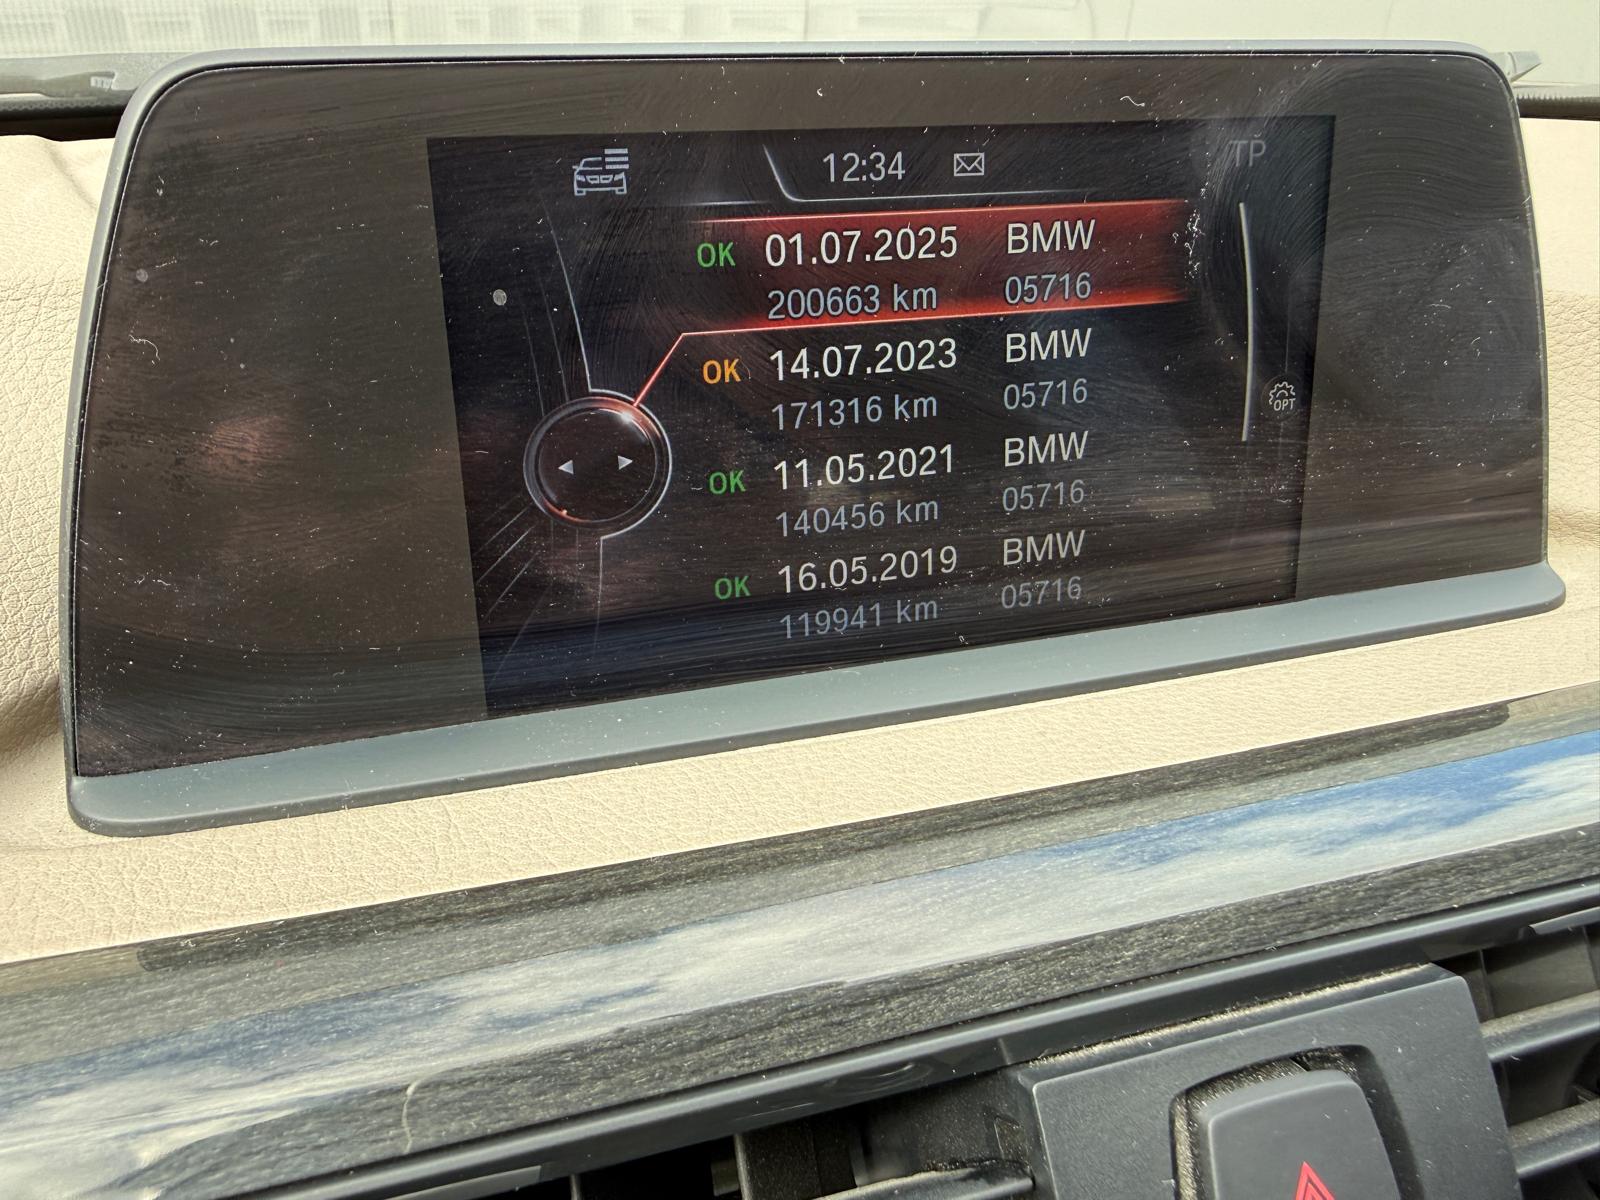 12:34
TP
OK 01.07.2025 BMW
200663 km 05716
OK 14.07.2023 BMW
171316 km 05716
OPT
OK 11.05.2021 BMW
140456 km 05716
OK 16.05.2019 BMW
119941 km 05716